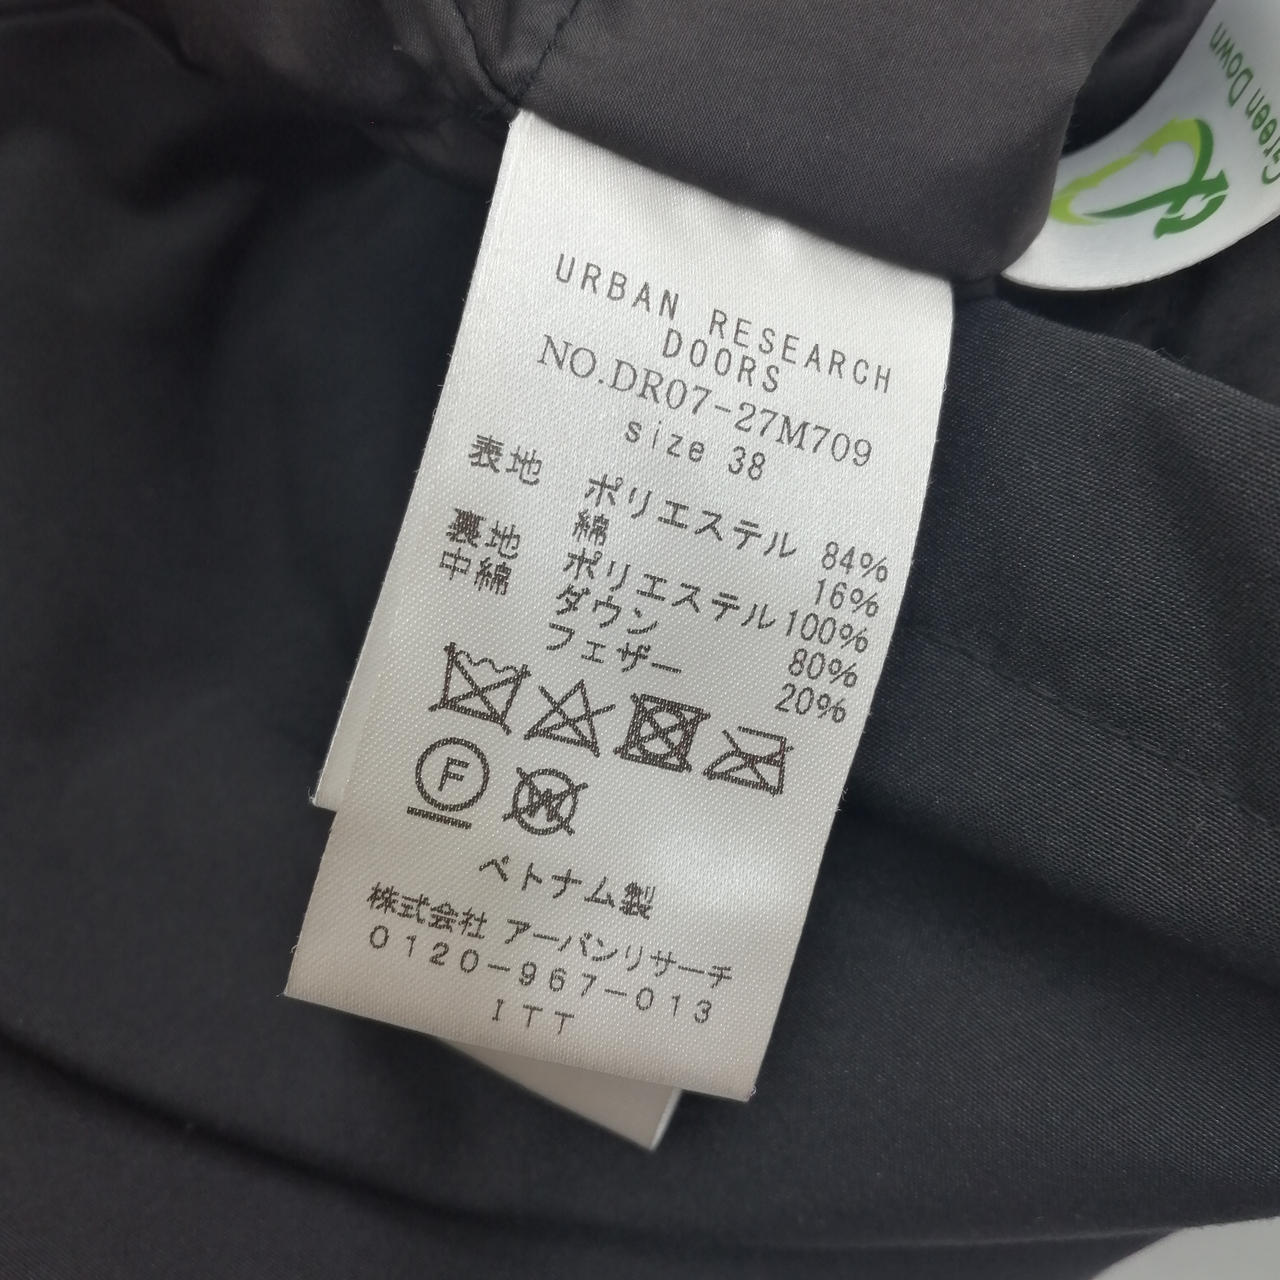 URBAN RESEARCH
DOORS
NO.DR07-27M709
size 38
表地 ポリエステル 84%
綿 16%
裏地 ポリエステル 100%
中綿 ダウン 80%
フェザー 20%
F
W
ベトナム製
株式会社 アーバンリサーチ
0120-967-013
ITT
Green Down